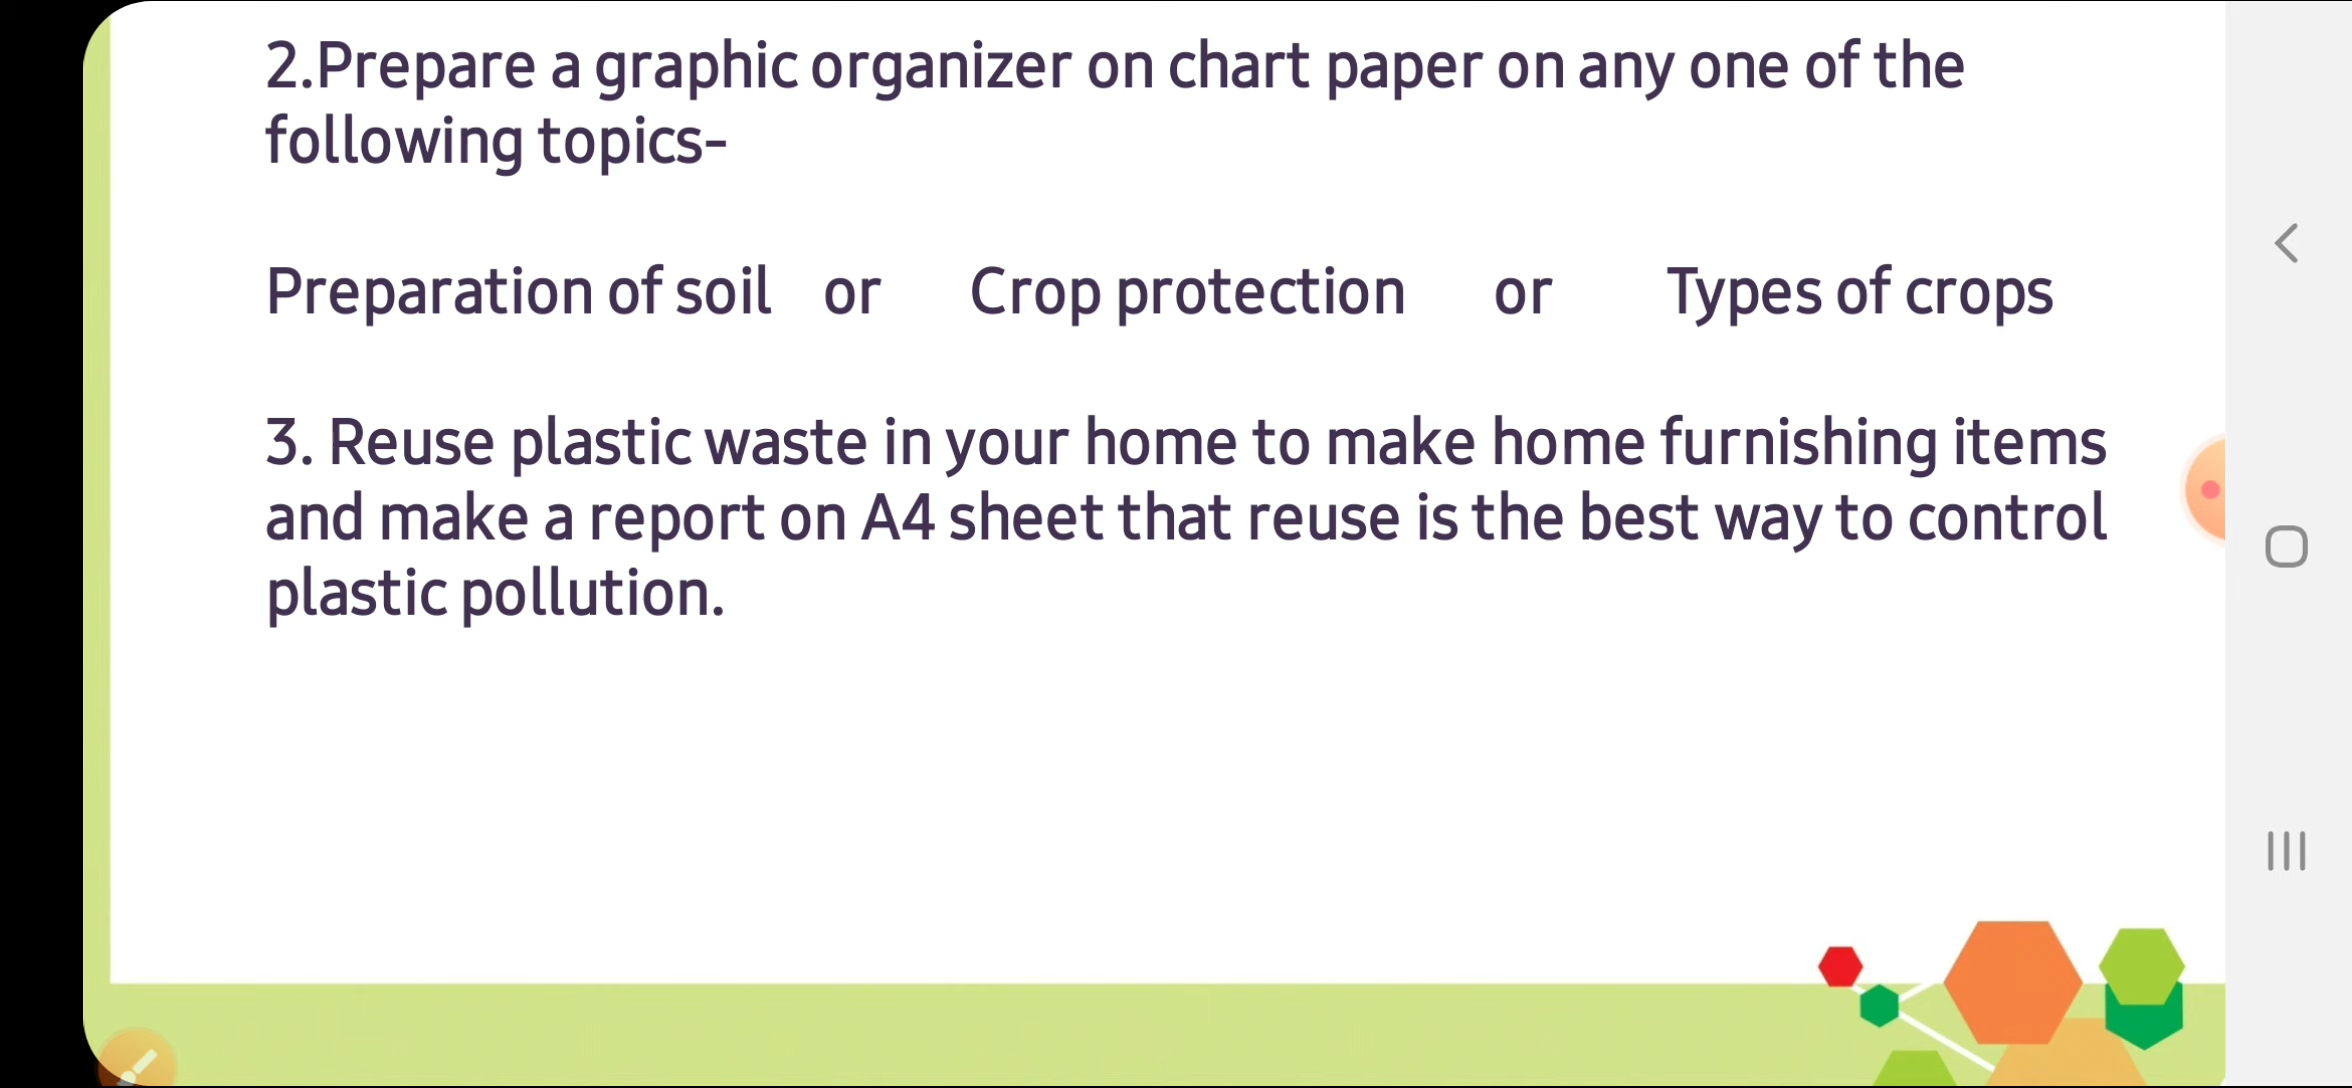 2.Prepare a graphic organizer on chart paper on any one of the
following topics-
Preparation of soil or Crop protection or Types of crops
3. Reuse plastic waste in your home to make home furnishing items
and make a report on A4 sheet that reuse is the best way to control
plastic pollution.